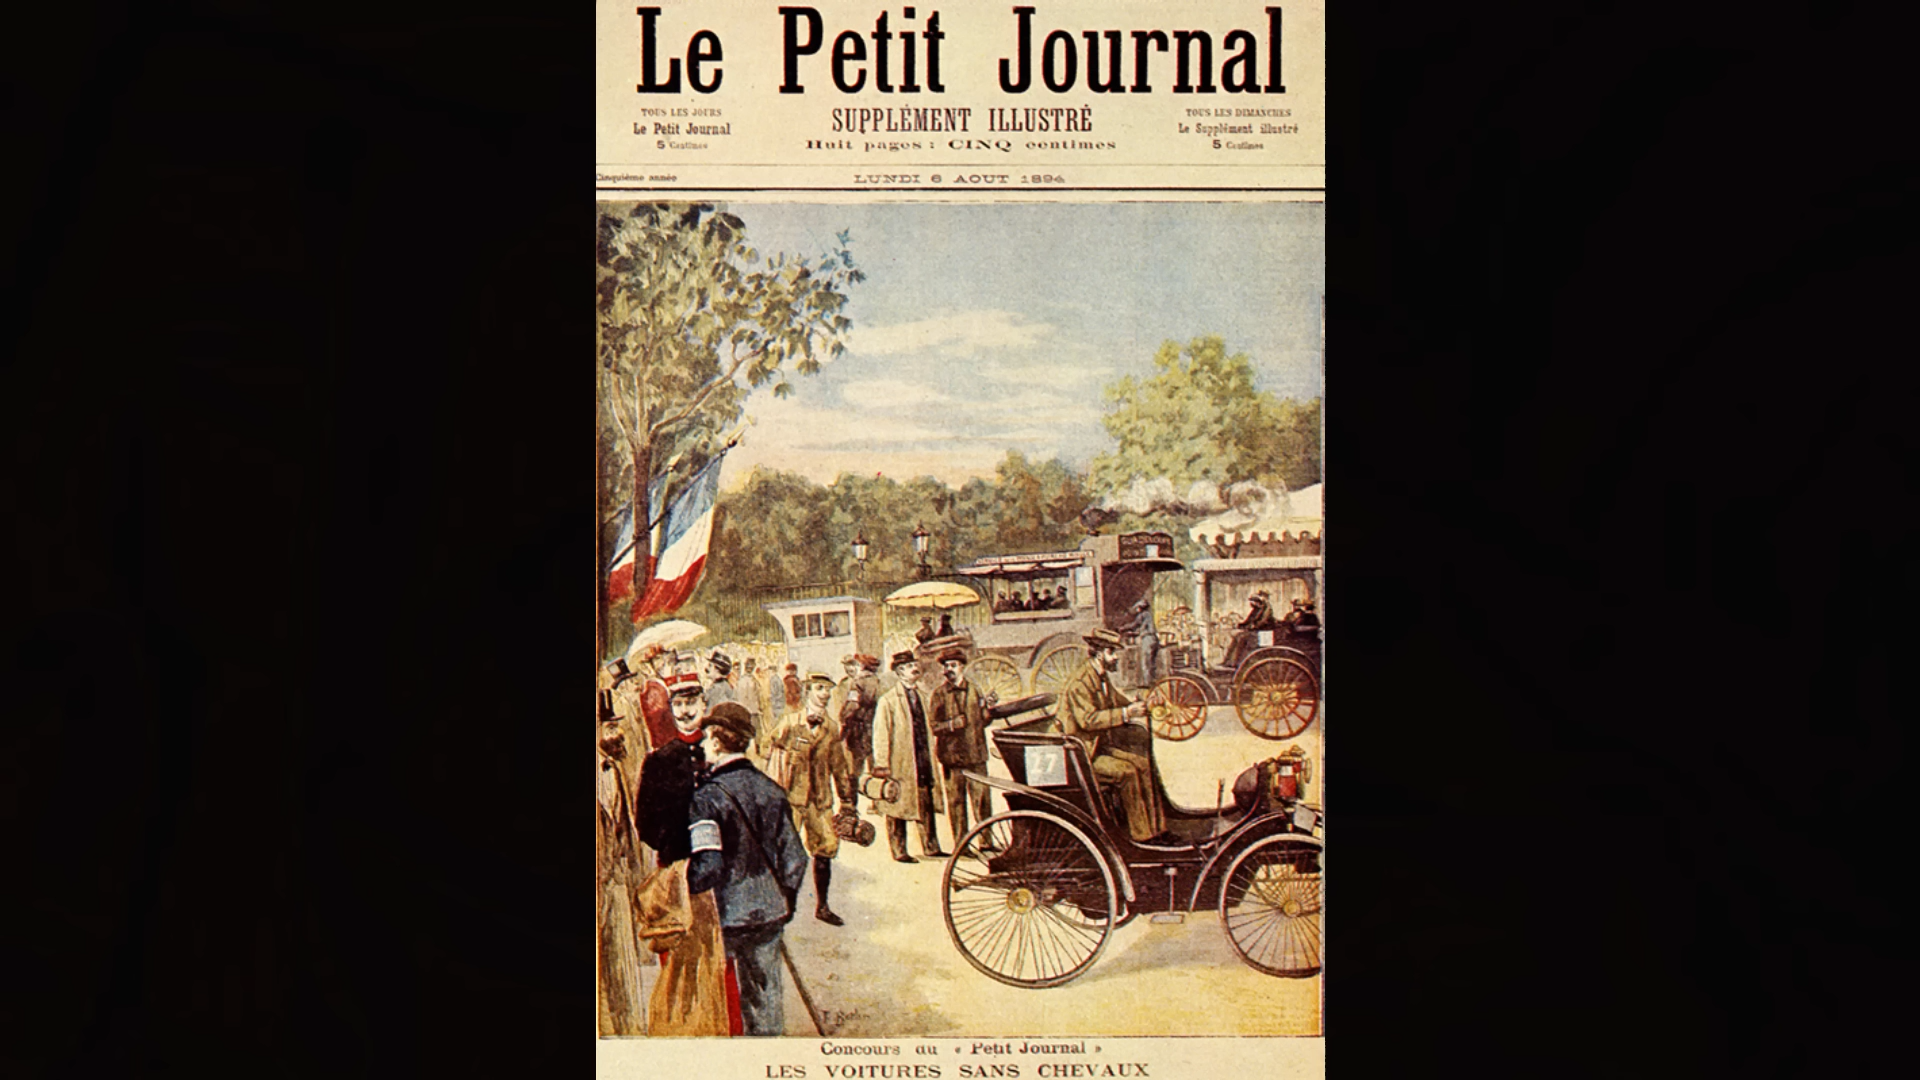 Le Petit Journal
TOUS LES JOURS
Le Petit Journal
5 Centimes
SUPPLÉMENT ILLUSTRÉ
Huit pages : CINQ centimes
TOUS LES DIMANCHES
Le Supplément illustré
5 Centimes
Cinquième année
LUNDI 6 AOUT 1894
27
Concours du « Petit Journal »
LES VOITURES SANS CHEVAUX